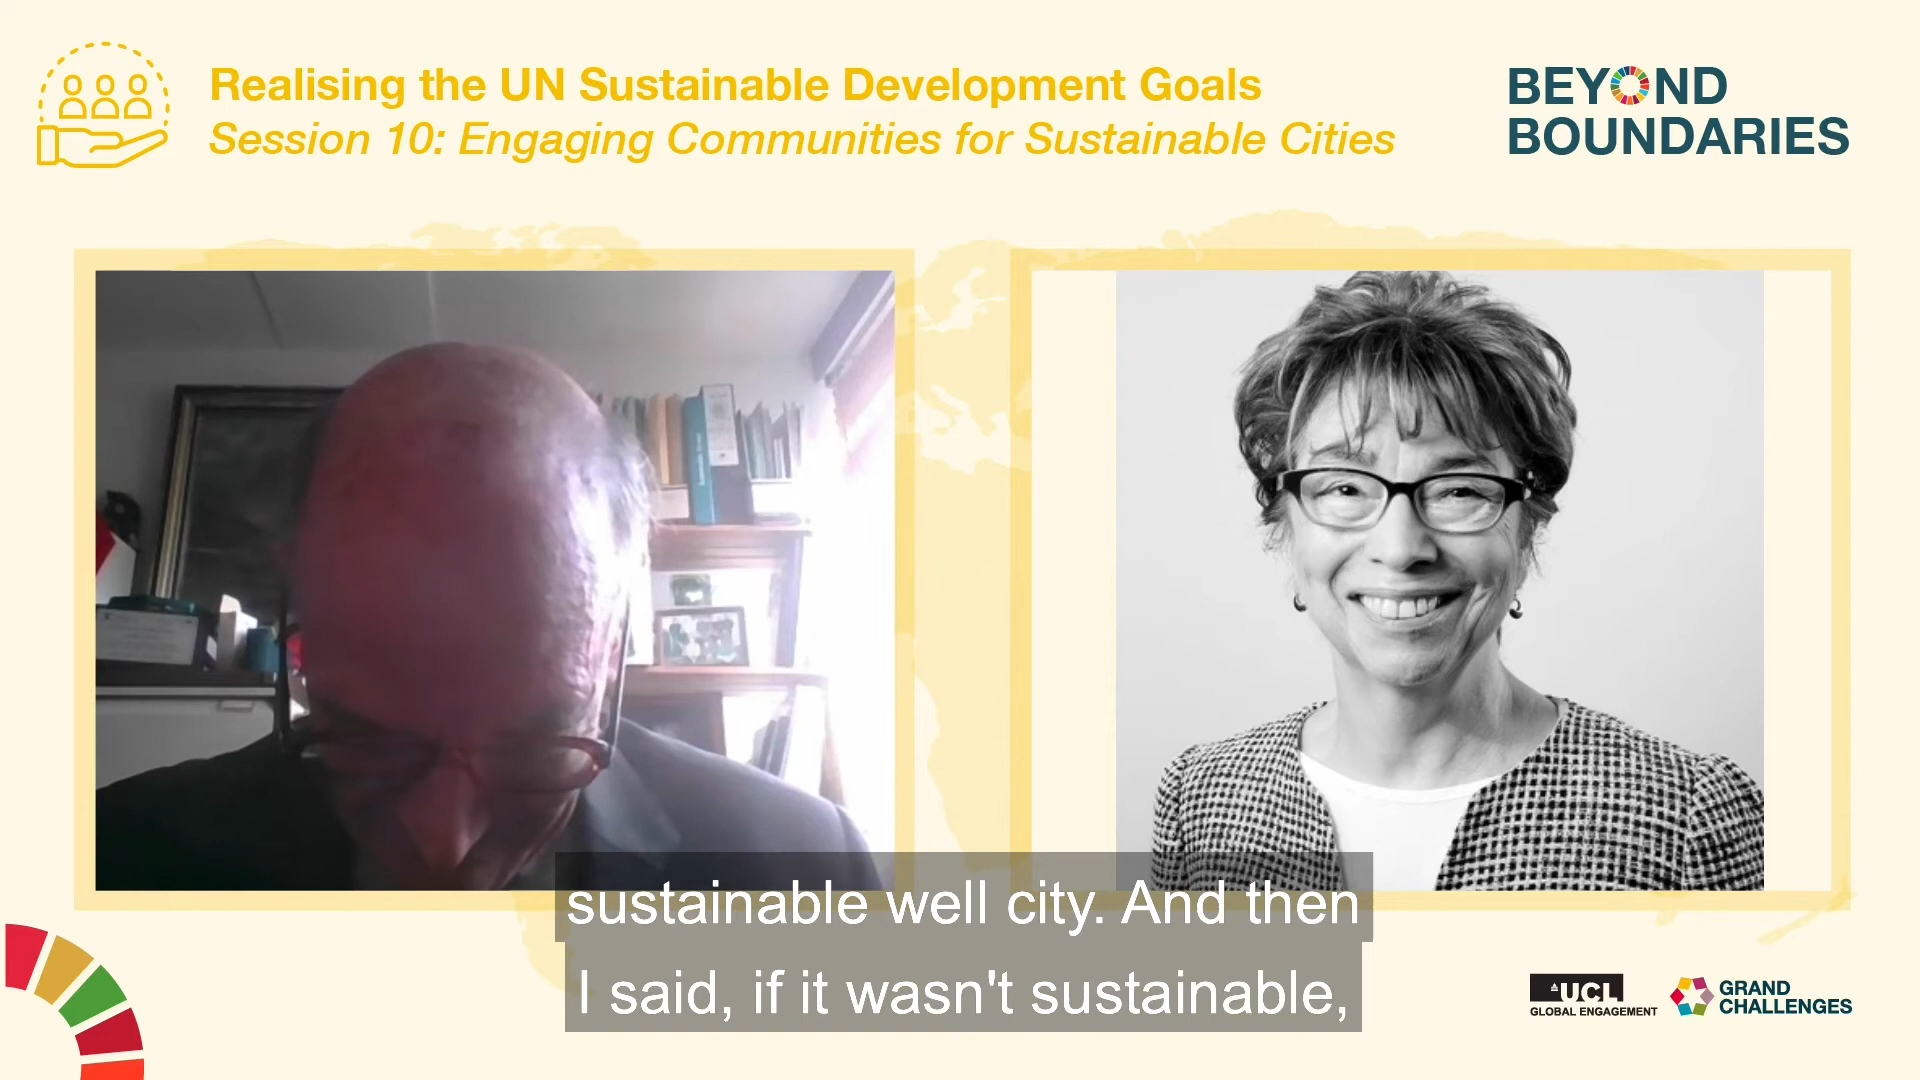 Realising the UN Sustainable Development Goals
Session 10: Engaging Communities for Sustainable Cities
BEYOND
BOUNDARIES
sustainable well city. And then
I said, if it wasn't sustainable,
UCL
GLOBAL ENGAGEMENT
GRAND
CHALLENGES